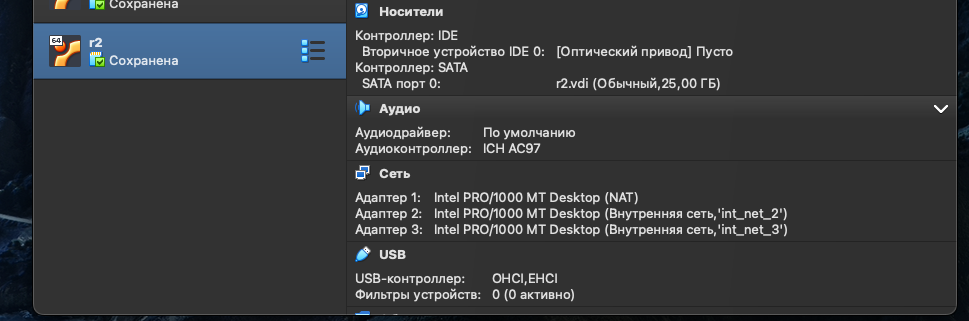 Сохранена
64
r2
Сохранена
Носители
Контроллер: IDE
Вторичное устройство IDE 0: [Оптический привод] Пусто
Контроллер: SATA
SATA порт 0: r2.vdi (Обычный,25,00 ГБ)
Аудио
Аудиодрайвер: По умолчанию
Аудиоконтроллер: ICH AC97
Сеть
Адаптер 1: Intel PRO/1000 MT Desktop (NAT)
Адаптер 2: Intel PRO/1000 MT Desktop (Внутренняя сеть,'int_net_2')
Адаптер 3: Intel PRO/1000 MT Desktop (Внутренняя сеть,'int_net_3')
USB
USB-контроллер: OHCI,EHCI
Фильтры устройств: 0 (0 активно)